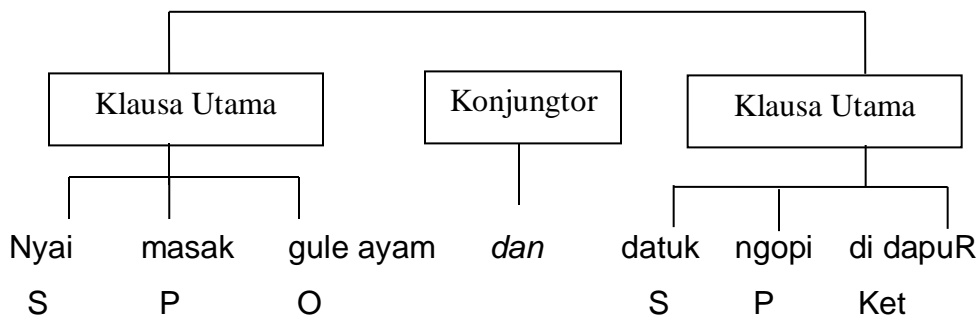 Klausa Utama Konjungtor Klausa Utama
Nyai masak gule ayam dan datuk ngopi di dapuR
S P O S P Ket